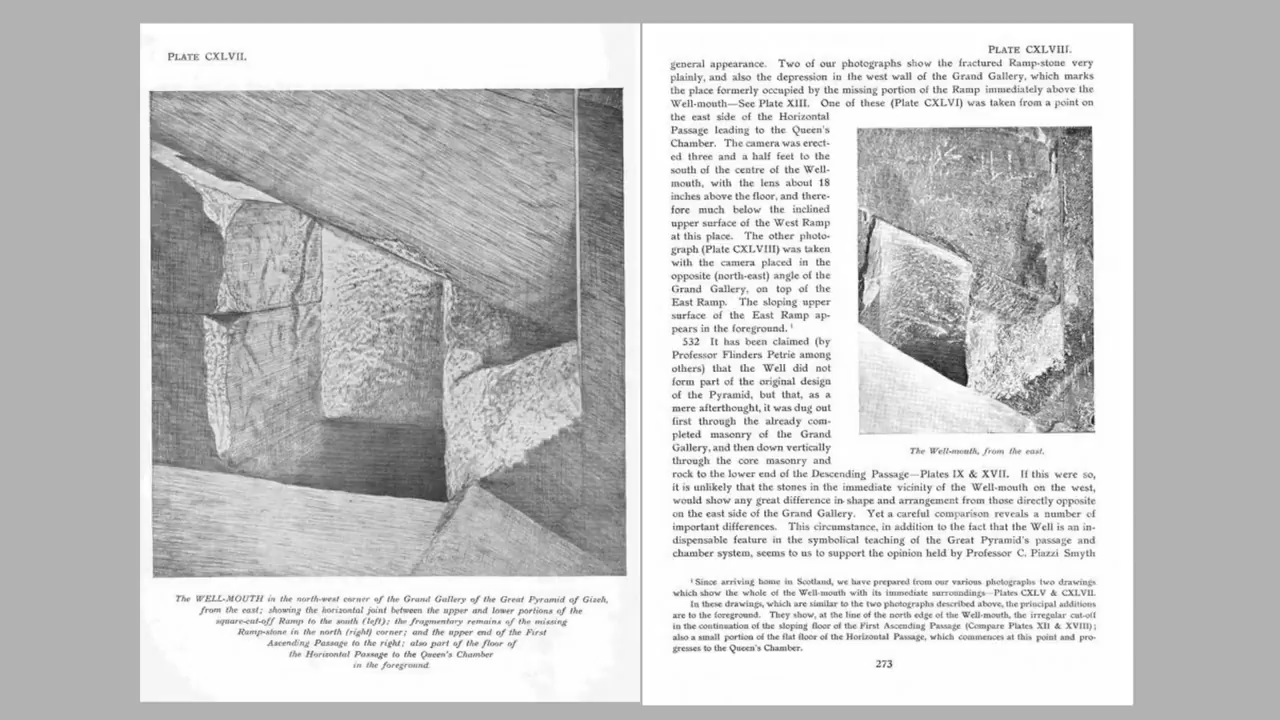 PLATE CXLVII.
The WELL-MOUTH in the north-west corner of the Grand Gallery of the Great Pyramid of Gizeh,
from the east; showing the horizontal joint between the upper and lower portions of the
square-cut-off Ramp to the south (left); the fragmentary remains of the missing
Ramp-stone in the north (right) corner; and the upper end of the First
Ascending Passage to the right; also part of the floor of
the Horizontal Passage to the Queen's Chamber
in the foreground.
PLATE CXLVIII.
general appearance. Two of our photographs show the fractured Ramp-stone very
plainly, and also the depression in the west wall of the Grand Gallery, which marks
the place formerly occupied by the missing portion of the Ramp immediately above the
Well-mouth—See Plate XIII. One of these (Plate CXLVI) was taken from a point on
the east side of the Horizontal
Passage leading to the Queen's
Chamber. The camera was erect-
ed three and a half feet to the
south of the centre of the Well-
mouth, with the lens about 18
inches above the floor, and there-
fore much below the inclined
upper surface of the West Ramp
at this place. The other photo-
graph (Plate CXLVIII) was taken
with the camera placed in the
opposite (north-east) angle of the
Grand Gallery, on top of the
East Ramp. The sloping upper
surface of the East Ramp ap-
pears in the foreground. ¹
532 It has been claimed (by
Professor Flinders Petrie among
others) that the Well did not
form part of the original design
of the Pyramid, but that, as a
mere afterthought, it was dug out
first through the already com-
pleted masonry of the Grand
Gallery, and then down vertically
through the core masonry and
The Well-mouth, from the east.
rock to the lower end of the Descending Passage—Plates IX & XVII. If this were so,
it is unlikely that the stones in the immediate vicinity of the Well-mouth on the west,
would show any great difference in shape and arrangement from those directly opposite
on the east side of the Grand Gallery. Yet a careful comparison reveals a number of
important differences. This circumstance, in addition to the fact that the Well is an in-
dispensable feature in the symbolical teaching of the Great Pyramid's passage and
chamber system, seems to us to support the opinion held by Professor C. Piazzi Smyth
¹ Since arriving home in Scotland, we have prepared from our various photographs two drawings
which show the whole of the Well-mouth with its immediate surroundings—Plates CXLV & CXLVII.
In these drawings, which are similar to the two photographs described above, the principal additions
are to the foreground. They show, at the line of the north edge of the Well-mouth, the irregular cut-off
in the continuation of the sloping floor of the First Ascending Passage (Compare Plates XII & XVIII);
also a small portion of the flat floor of the Horizontal Passage, which commences at this point and pro-
gresses to the Queen's Chamber.
273